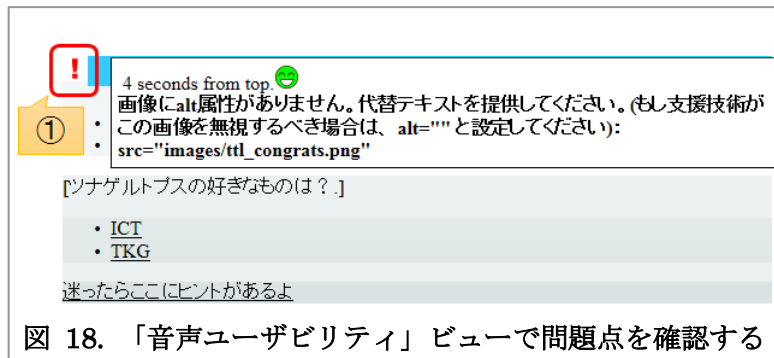 !
4 seconds from top.
画像にalt属性がありません。代替テキストを提供してください。(もし支援技術が
この画像を無視するべき場合は、alt=""と設定してください):
src="images/ttl_congrats.png"
①
[ツナゲルトプスの好きなものは？.]
• ICT
• TKG
迷ったらここにヒントがあるよ
図 18. 「音声ユーザビリティ」ビューで問題点を確認する